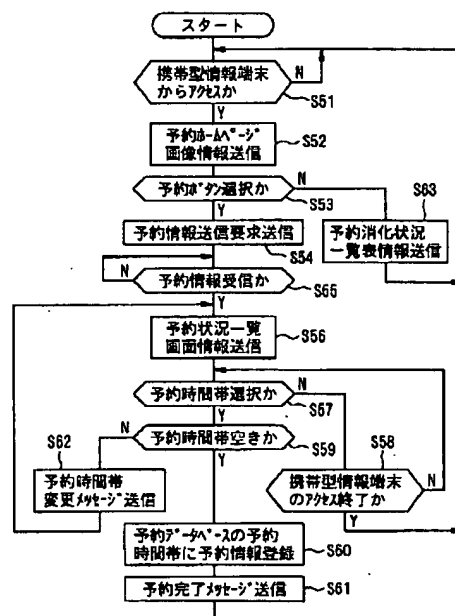 スタート
携帯型情報端末
からアクセスか
N
S51
Y
予約ホームページ
画像情報送信
S52
予約ボタン選択か
N
S53
Y
S63
予約情報送信要求送信
S54
予約消化状況
一覧表情報送信
N
予約情報受信か
S55
Y
予約状況一覧
画面情報送信
S56
予約時間帯選択か
N
S57
Y
S62
N
予約時間帯空きか
S59
Y
S58
予約時間帯
変更メッセージ送信
携帯型情報端末
のアクセス終了か
N
Y
予約データベースの予約
時間帯に予約情報登録
S60
予約完了メッセージ送信
S61